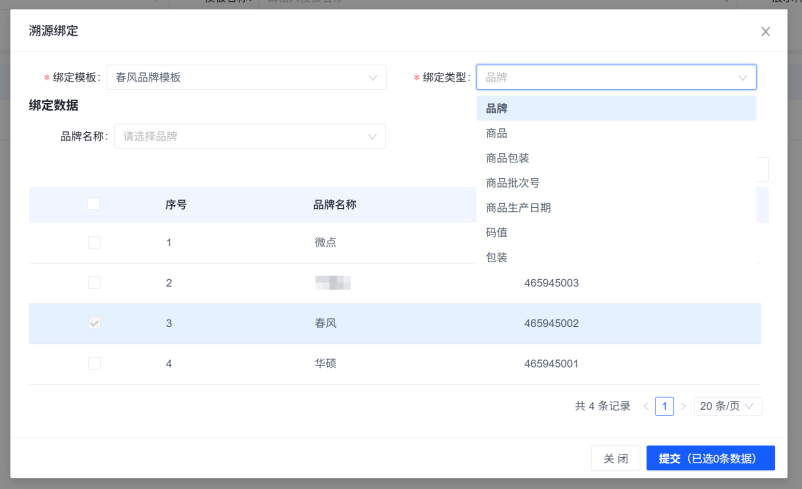 溯源绑定
* 绑定模板: 春风品牌模板
* 绑定类型: 品牌
绑定数据
品牌
品牌名称: 请选择品牌
商品
商品包装
商品批次号
商品生产日期
码值
包装
序号 品牌名称
1 微点
2 465945003
3 春风 465945002
4 华硕 465945001
共 4 条记录 < 1 > 20 条/页
关 闭 提交（已选0条数据）